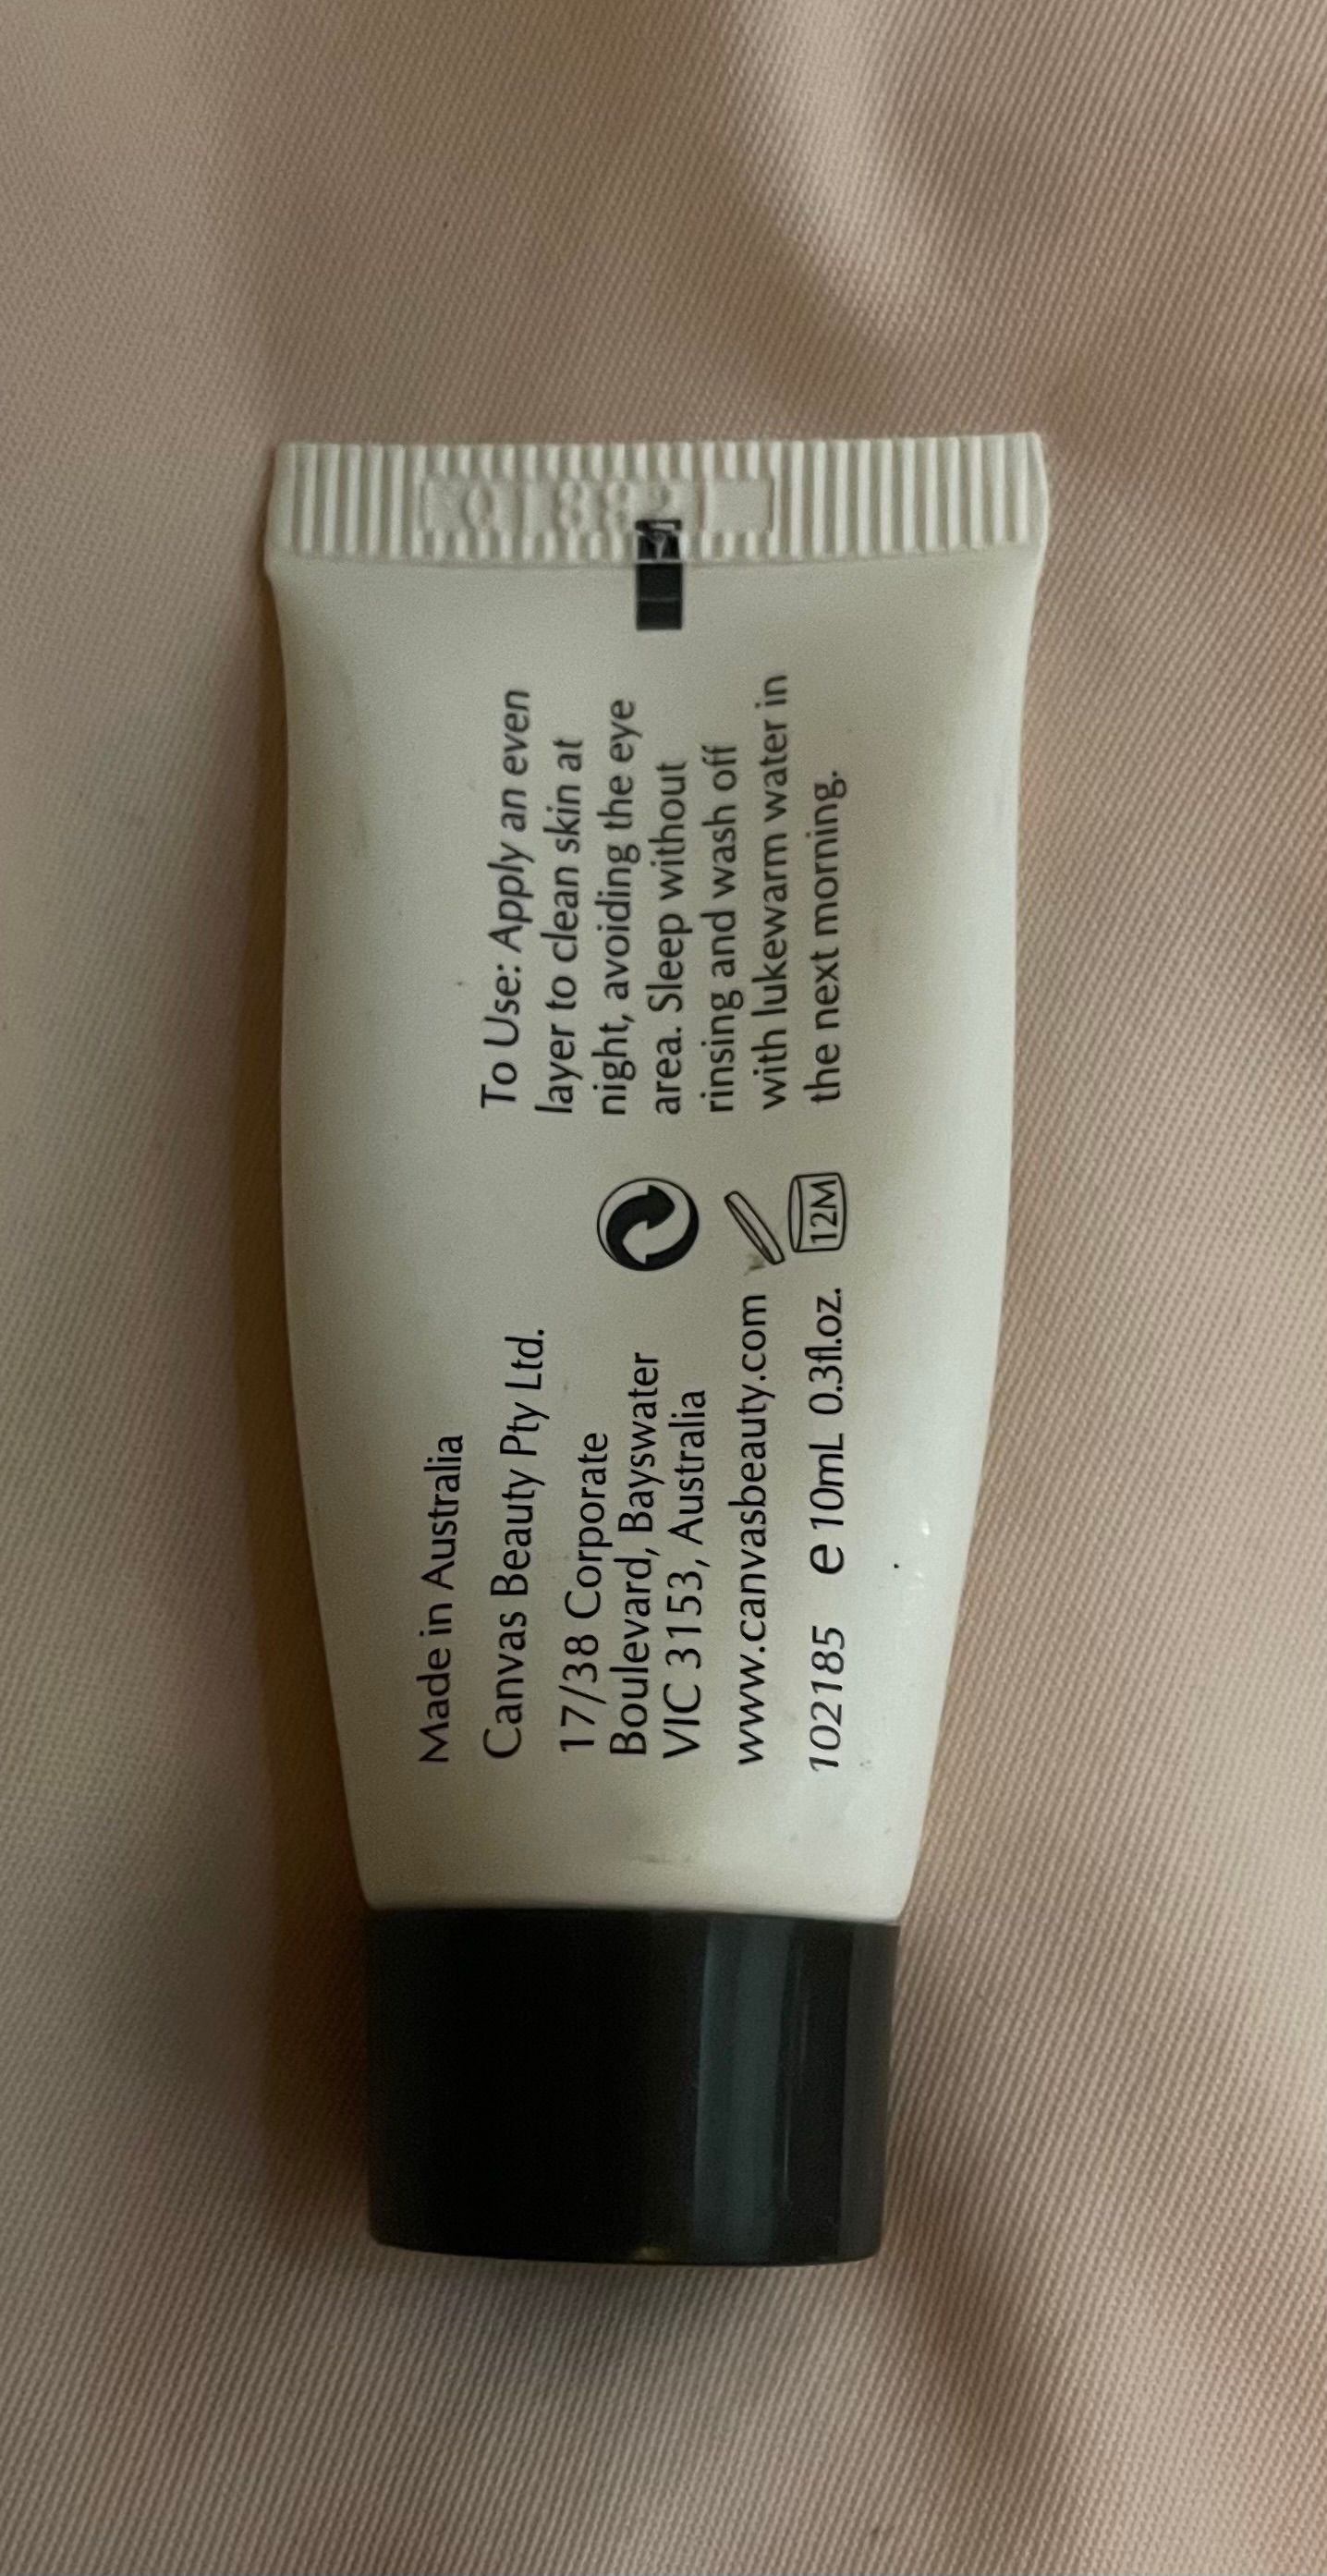 To Use: Apply an even
layer to clean skin at
night, avoiding the eye
area. Sleep without
rinsing and wash off
with lukewarm water in
the next morning.
Made in Australia
Canvas Beauty Pty Ltd.
17/38 Corporate
Boulevard, Bayswater
VIC 3153, Australia
www.canvasbeauty.com
102185 e 10mL 0.3fl.oz.
12M